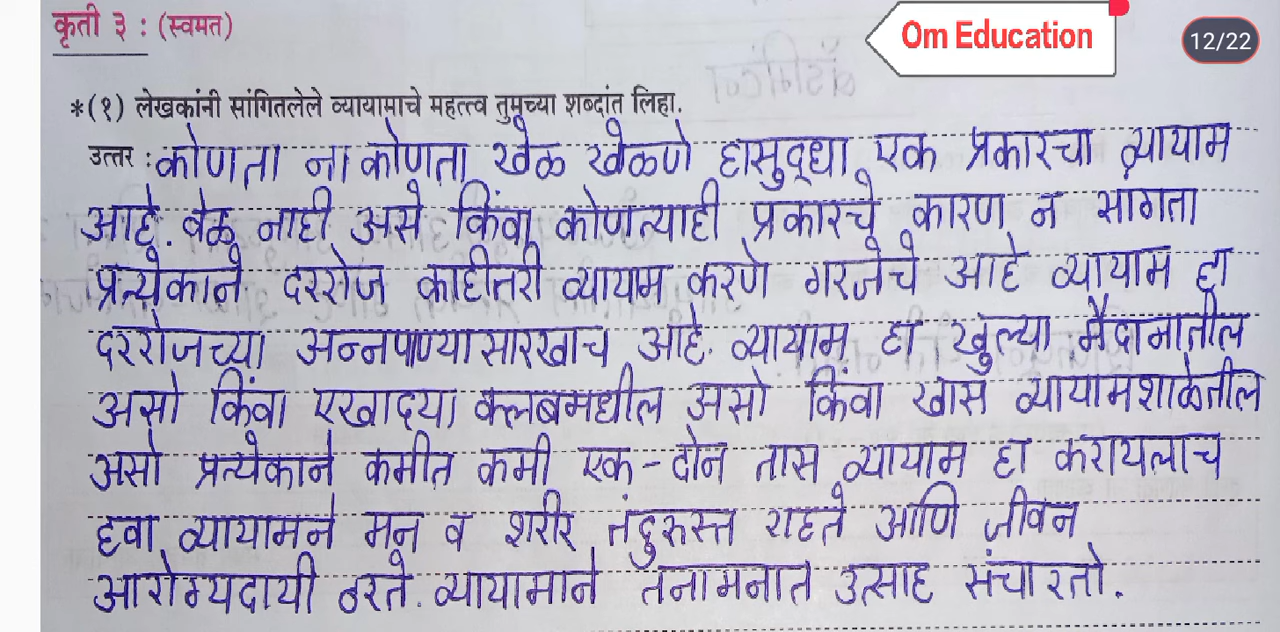 कृती ३ : (स्वमत)
Om Education
12/22
*(१) लेखकांनी सांगितलेले व्यायामाचे महत्त्व तुमच्या शब्दांत लिहा.
उत्तर : कोणता ना कोणता खेळ खेळणे हासुद्धा एक प्रकारचा व्यायाम
आहे. वेळ नाही असे किंवा कोणत्याही प्रकारचे कारण न सांगता
प्रत्येकाने दररोज काहीतरी व्यायाम करणे गरजेचे आहे व्यायाम हा
दररोजच्या अन्नपाण्यासारखाच आहे. व्यायाम हा खुल्या मैदानातील
असो किंवा एखादया क्लबमधील असो किंवा खास व्यायामशाळेतील
असो प्रत्येकाने कमीत कमी एक-दोन तास व्यायाम हा करायलाच
हवा व्यायामने मन व शरीर तंदुरुस्त राहते आणि जीवन
आरोग्यदायी ठरते. व्यायामाने तनामनात उत्साह संचारतो.